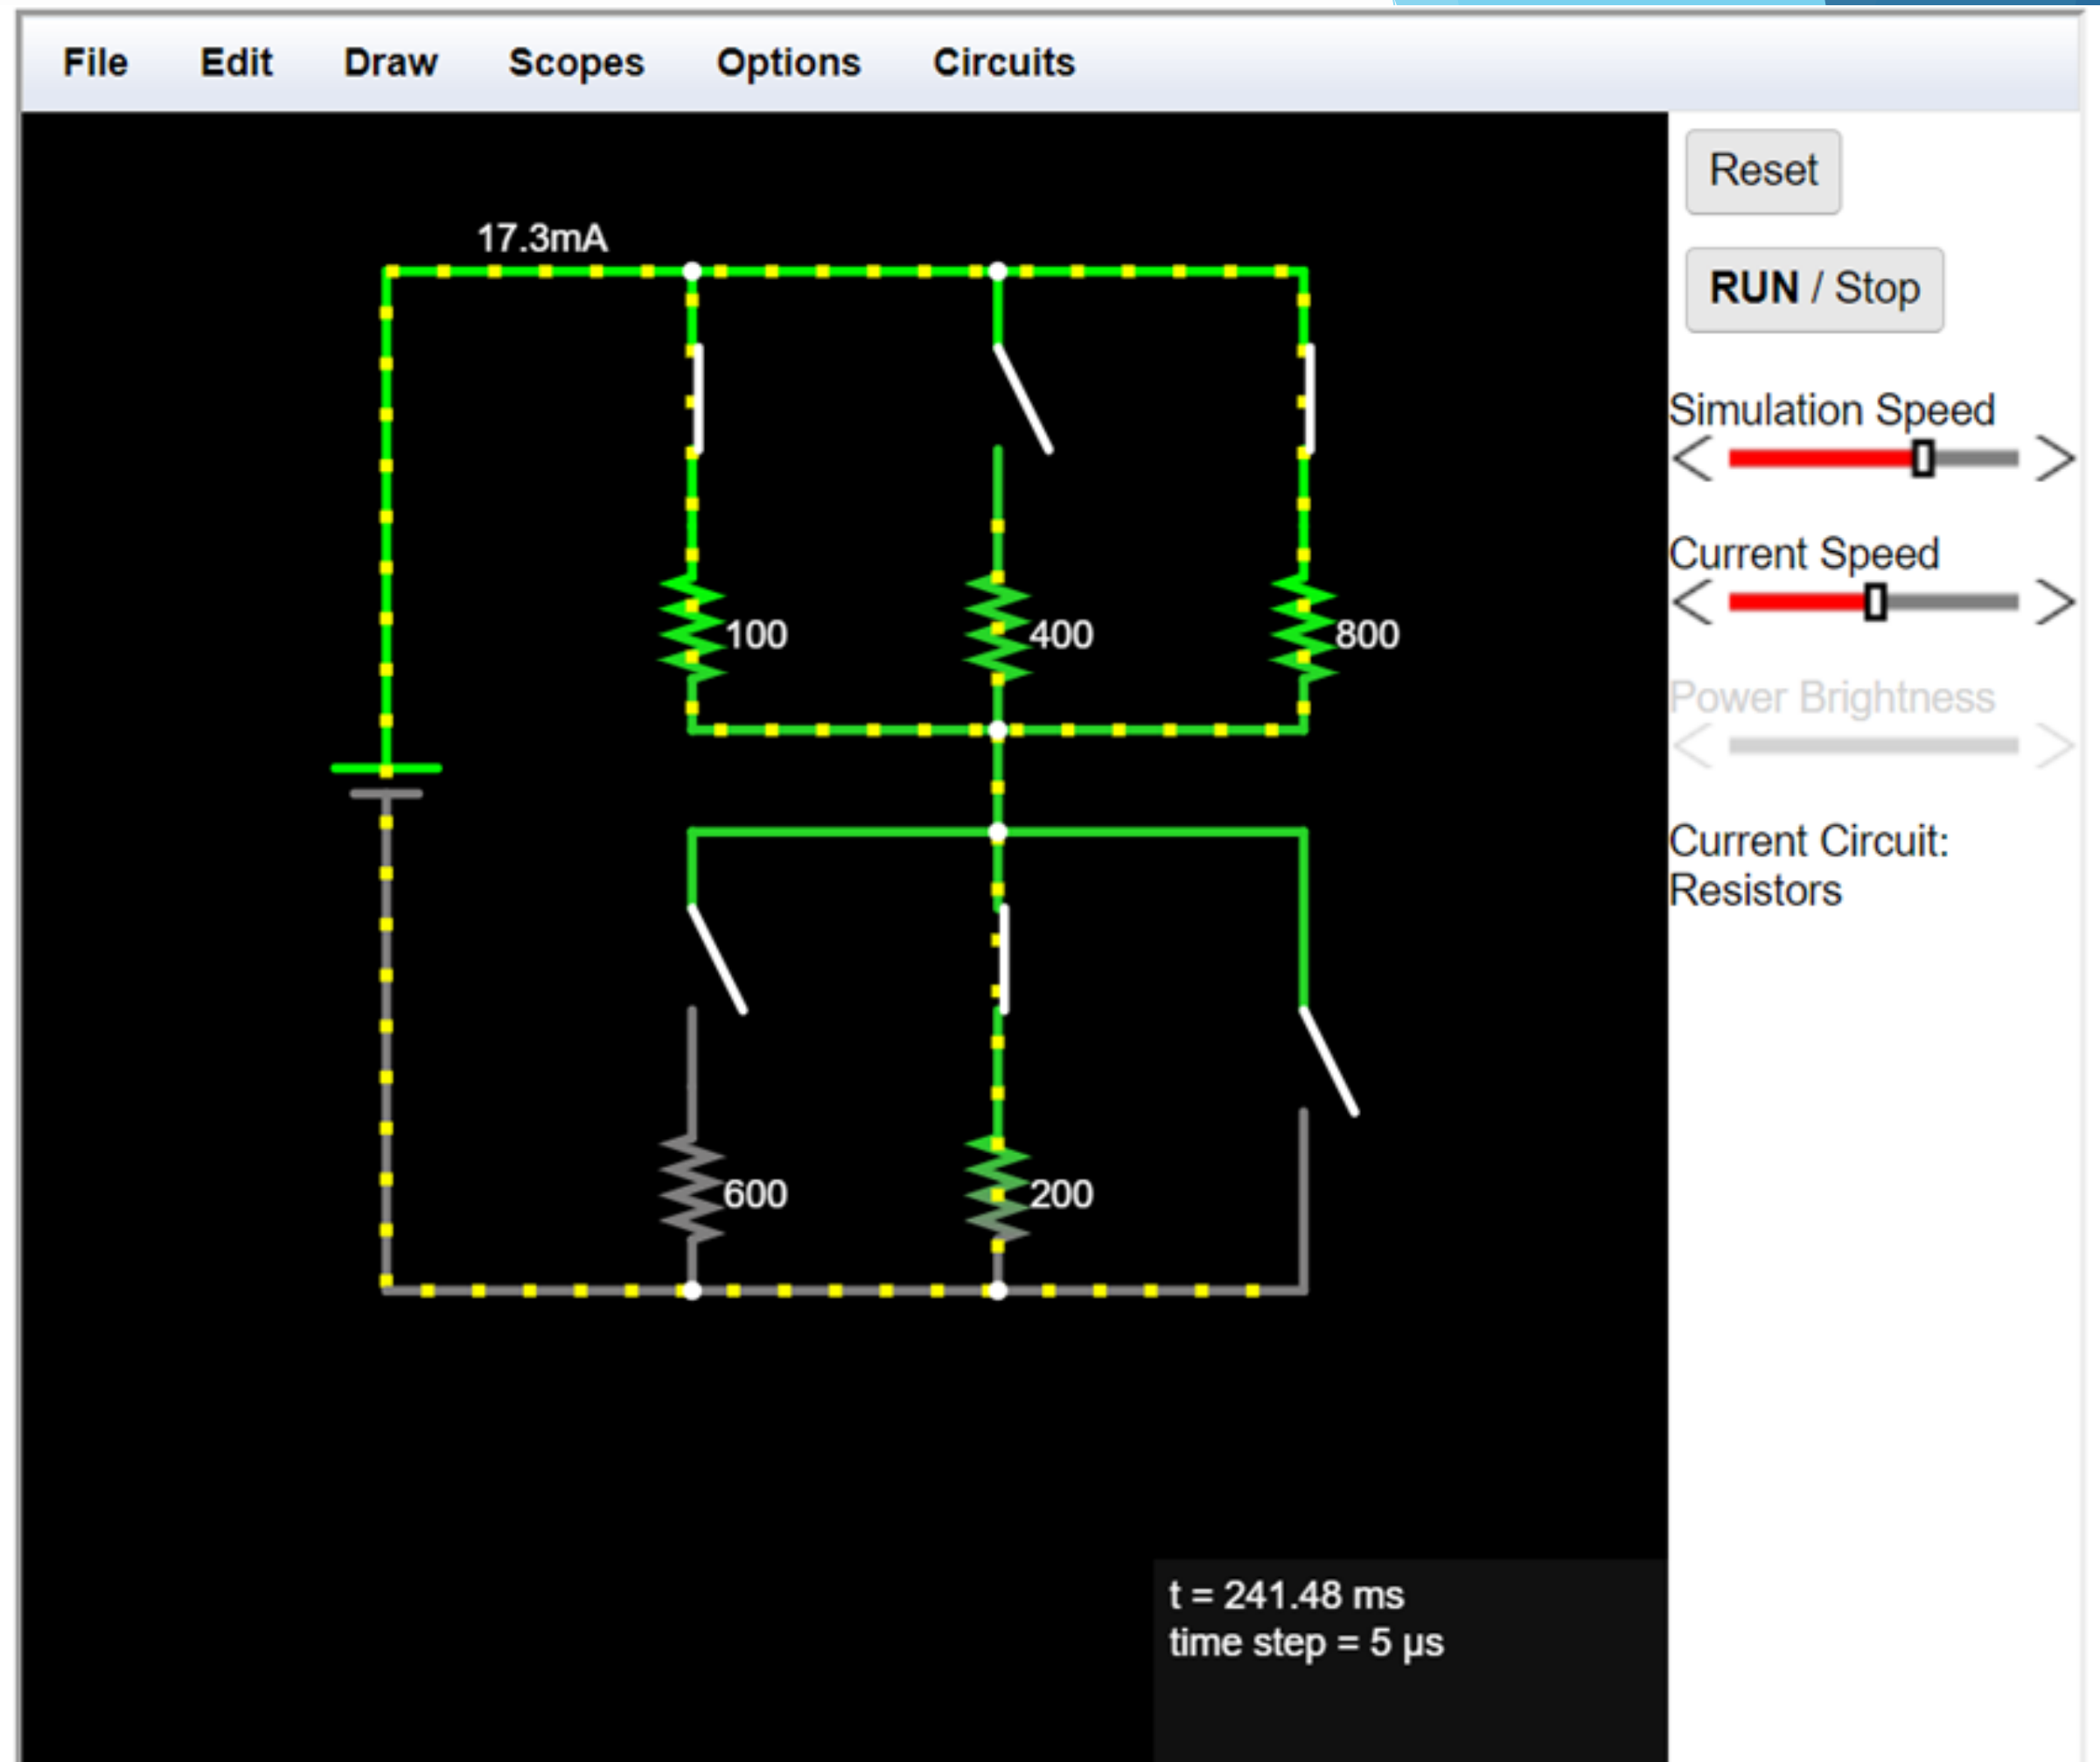 File Edit Draw Scopes Options Circuits
Reset
RUN / Stop
Simulation Speed
Current Speed
Power Brightness
Current Circuit:
Resistors
17.3mA
100
400
800
600
200
t = 241.48 ms
time step = 5 µs